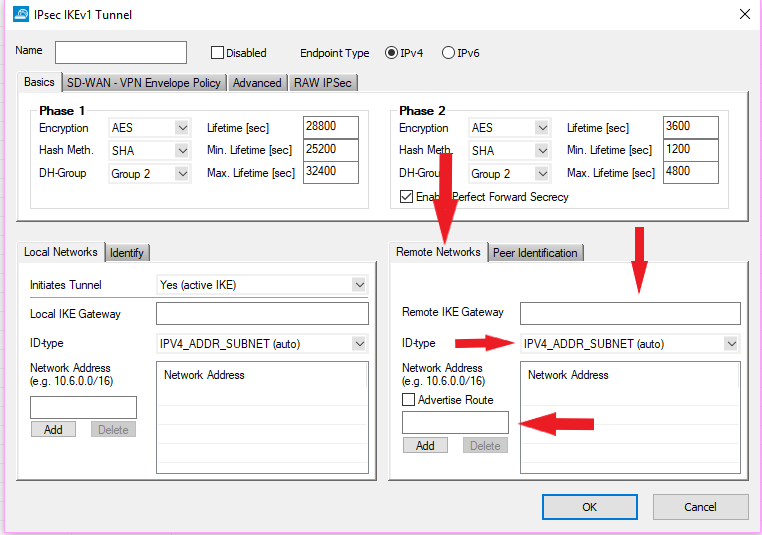 IPsec IKEv1 Tunnel
Name Disabled Endpoint Type IPv4 IPv6
Basics SD-WAN - VPN Envelope Policy Advanced RAW IPSec
Phase 1
Encryption AES Lifetime [sec] 28800
Hash Meth. SHA Min. Lifetime [sec] 25200
DH-Group Group 2 Max. Lifetime [sec] 32400
Phase 2
Encryption AES Lifetime [sec] 3600
Hash Meth. SHA Min. Lifetime [sec] 1200
DH-Group Group 2 Max. Lifetime [sec] 4800
Perfect Forward Secrecy
Local Networks Identify
Initiates Tunnel Yes (active IKE)
Local IKE Gateway
ID-type IPV4_ADDR_SUBNET (auto)
Network Address Network Address
(e.g. 10.6.0.0/16)
Add Delete
Remote Networks Peer Identification
Remote IKE Gateway
ID-type IPV4_ADDR_SUBNET (auto)
Network Address Network Address
(e.g. 10.6.0.0/16)
Advertise Route
Add Delete
OK Cancel